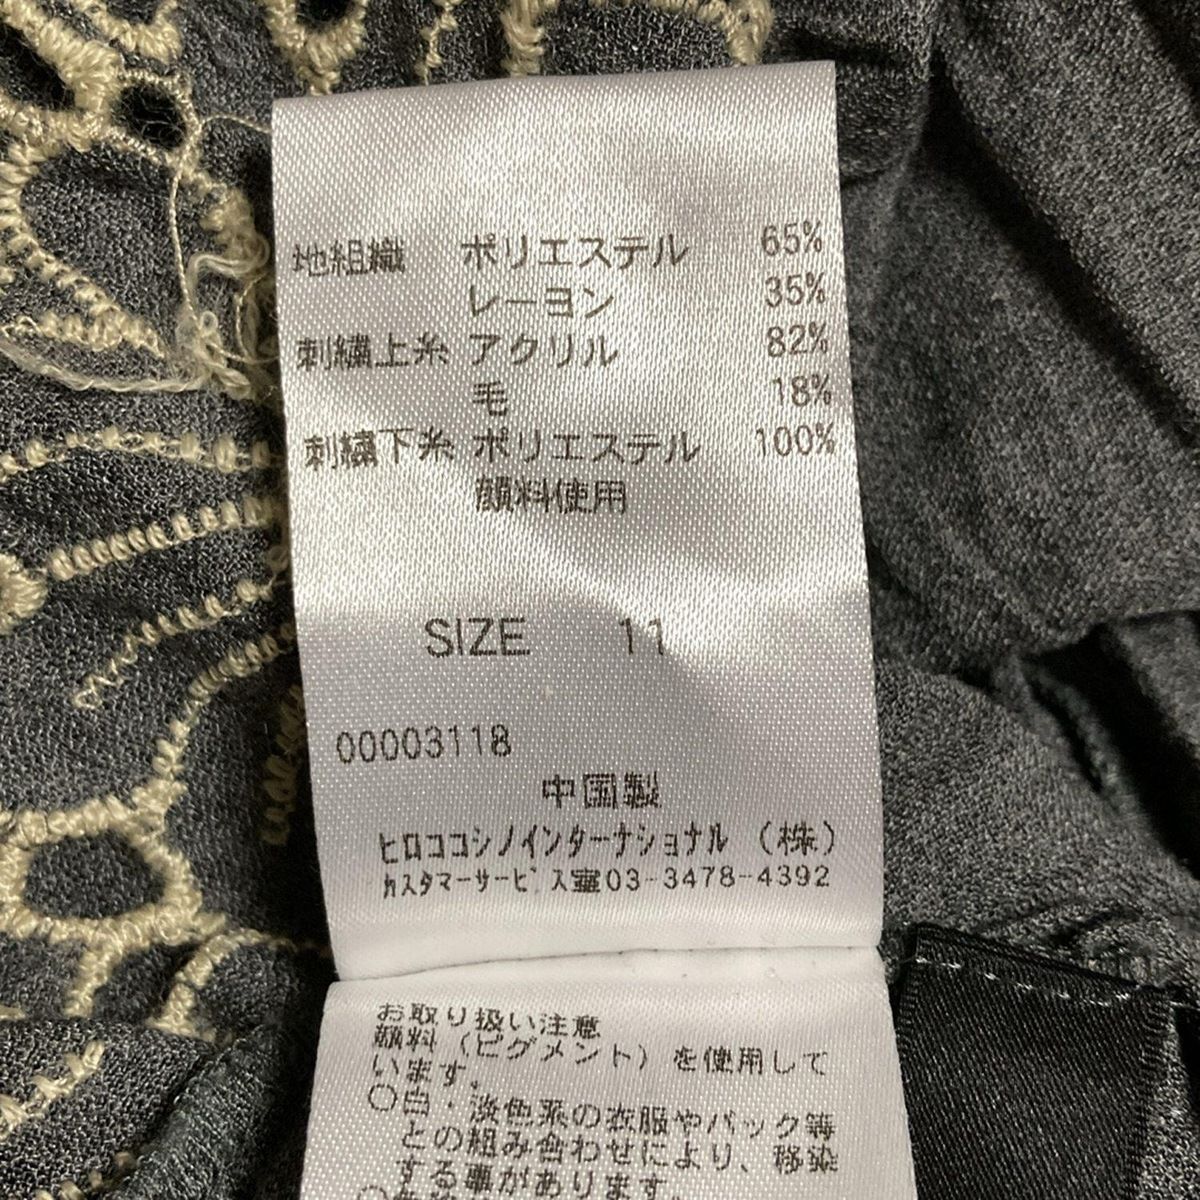 地組織 ポリエステル 65%
レーヨン 35%
刺繍上糸 アクリル 82%
毛 18%
刺繍下糸 ポリエステル 100%
顔料使用
SIZE 11
00003118
中国製
ヒロココシノインターナショナル(株)
カスタマーサービス室03-3478-4392
お取り扱い注意
顔料(ピグメント)を使用して
います。
○白・淡色系の衣服やバック等
との組み合わせにより、移染
する事があります。